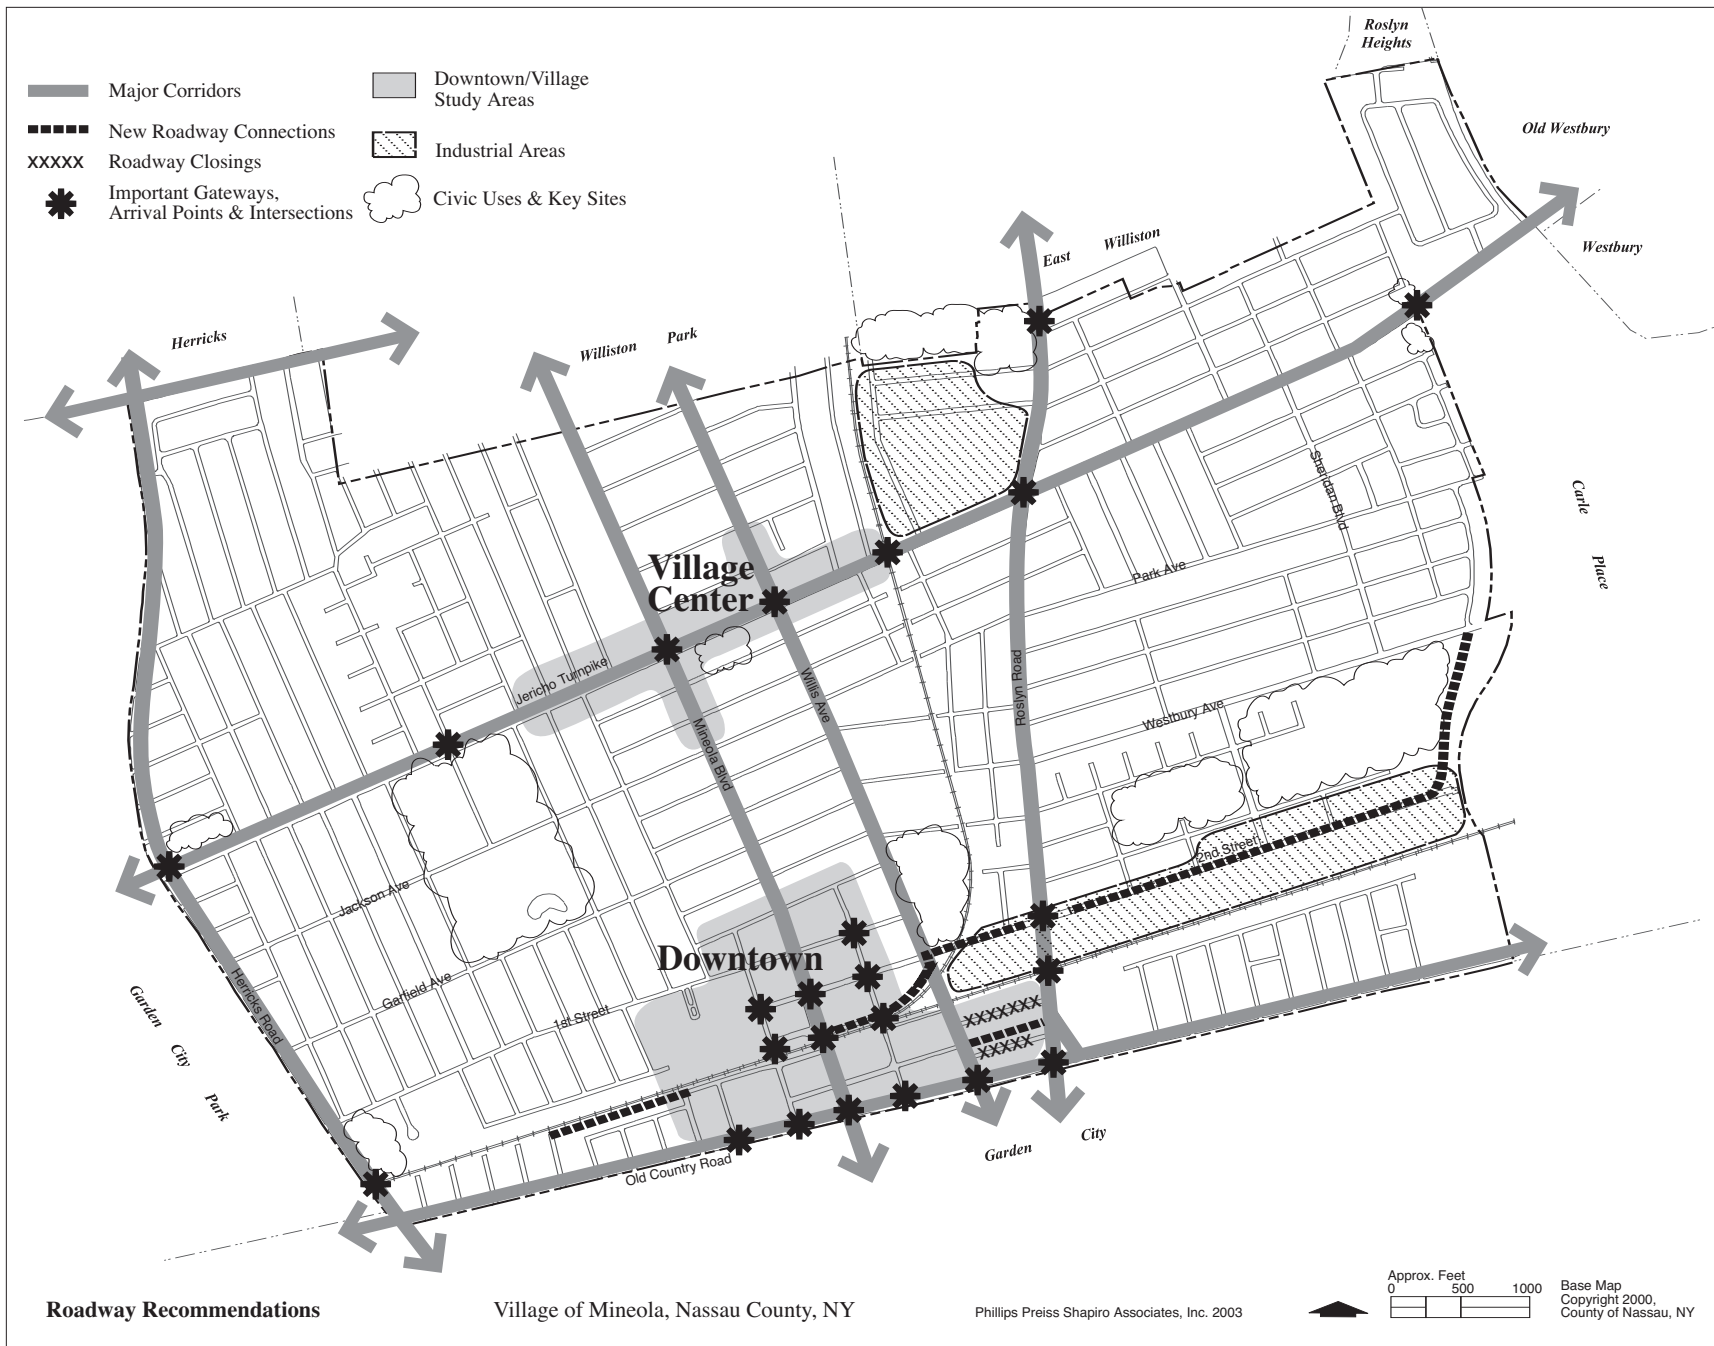 Roslyn
Heights
Major Corridors
Downtown/Village
Study Areas
New Roadway Connections
Old Westbury
Industrial Areas
XXXXX
Roadway Closings
Important Gateways,
Arrival Points & Intersections
Civic Uses & Key Sites
East Williston
Westbury
Herricks
Williston Park
Sheridan Blvd
Carle Place
Village
Center
Park Ave
Jericho Turnpike
Willis Ave
Roslyn Road
Mineola Blvd
Westbury Ave
2nd Street
Jackson Ave
Downtown
Garfield Ave
Herricks Road
1st Street
Garden City Park
XXXXXXX
XXXXX
Garden City
Old Country Road
Roadway Recommendations
Village of Mineola, Nassau County, NY
Phillips Preiss Shapiro Associates, Inc. 2003
Approx. Feet
0 500 1000
Base Map
Copyright 2000,
County of Nassau, NY